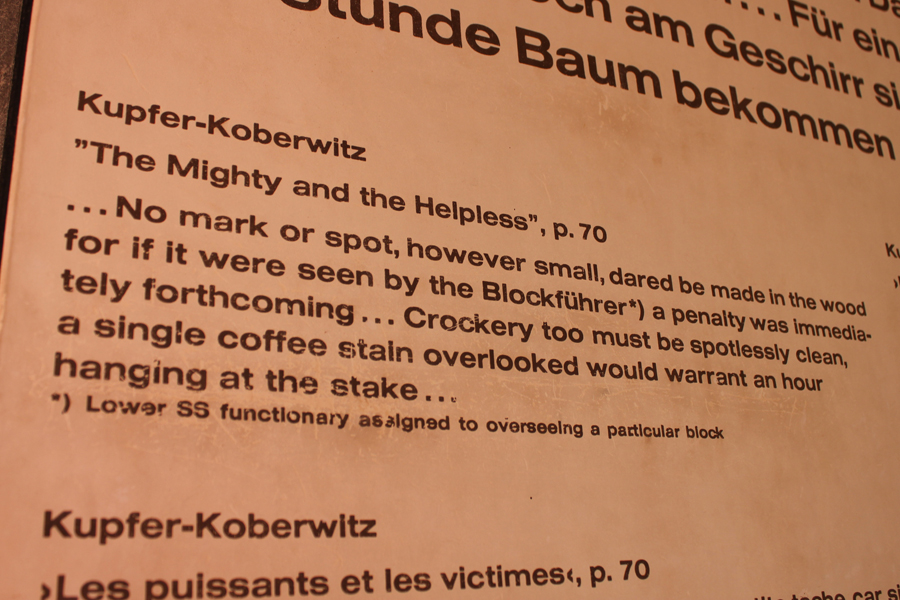 ....Für ein
am Geschirr
Stunde Baum bekommen
Kupfer-Koberwitz
"The Mighty and the Helpless", p. 70
...No mark or spot, however small, dared be made in the wood
for if it were seen by the Blockführer*) a penalty was immedia-
tely forthcoming... Crockery too must be spotlessly clean,
a single coffee stain overlooked would warrant an hour
hanging at the stake...
*) Lower SS functionary assigned to overseeing a particular block
Kupfer-Koberwitz
›Les puissants et les victimes‹, p. 70